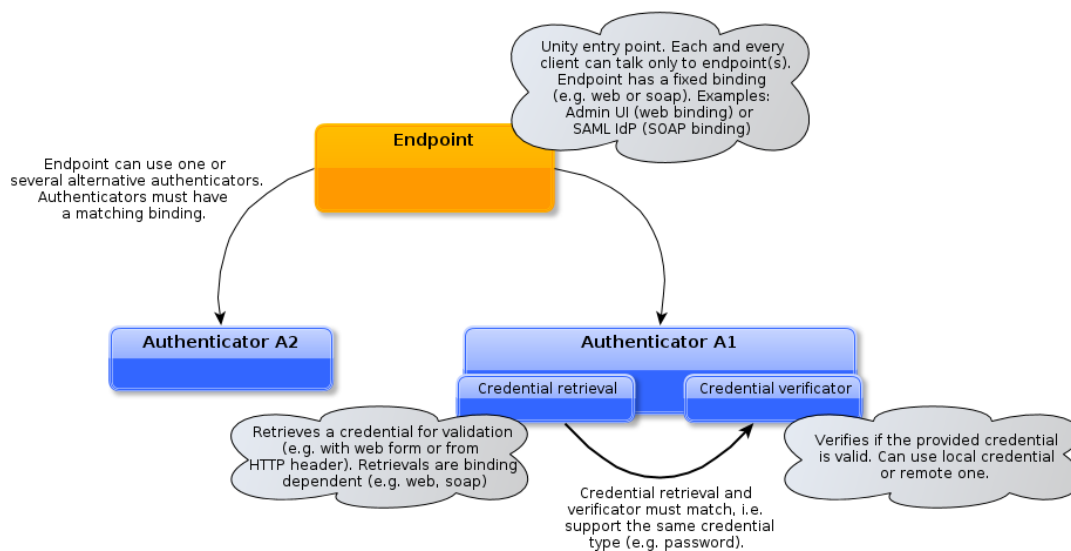 Unity entry point. Each and every
client can talk only to endpoint(s).
Endpoint has a fixed binding
(e.g. web or soap). Examples:
Admin UI (web binding) or
SAML IdP (SOAP binding)
Endpoint
Endpoint can use one or
several alternative authenticators.
Authenticators must have
a matching binding.
Authenticator A2
Authenticator A1
Credential retrieval
Credential verificator
Retrieves a credential for validation
(e.g. with web form or from
HTTP header). Retrievals are binding
dependent (e.g. web, soap)
Verifies if the provided credential
is valid. Can use local credential
or remote one.
Credential retrieval and
verificator must match, i.e.
support the same credential
type (e.g. password).